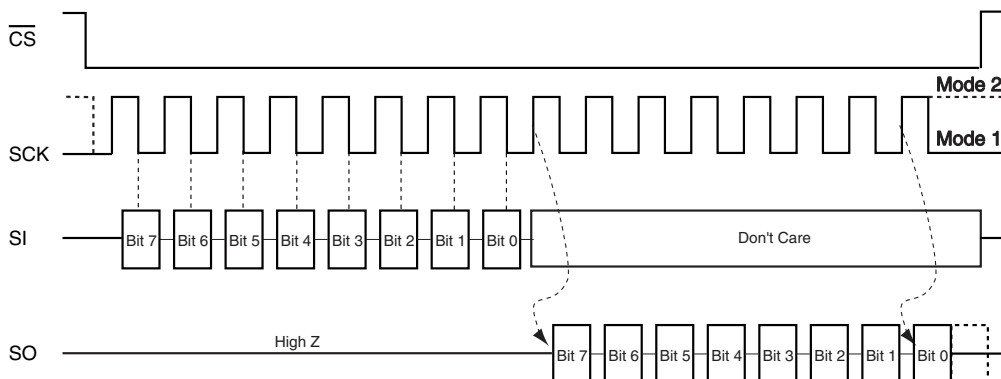 CS
Mode 2
SCK
Mode 1
SI
Bit 7 Bit 6 Bit 5 Bit 4 Bit 3 Bit 2 Bit 1 Bit 0 Don't Care
High Z
SO
Bit 7 Bit 6 Bit 5 Bit 4 Bit 3 Bit 2 Bit 1 Bit 0